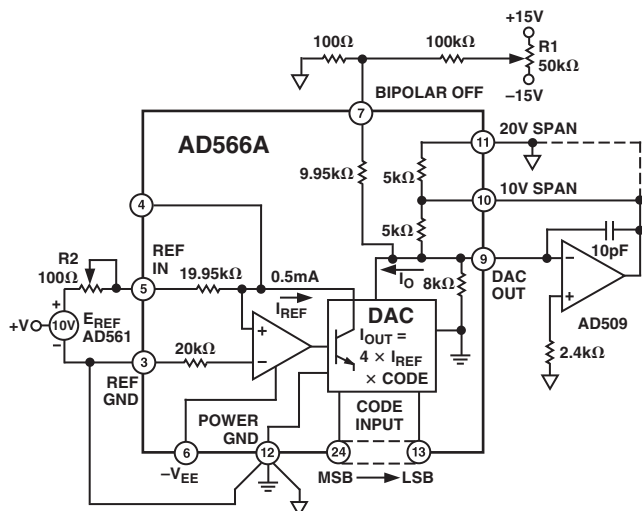 +15V
100Ω
100kΩ
R1
50kΩ
–15V
BIPOLAR OFF
7
AD566A
11
20V SPAN
9.95kΩ
5kΩ
10
10V SPAN
4
5kΩ
10pF
R2
100Ω
REF
IN
5
19.95kΩ
0.5mA
IREF
IO
8kΩ
9
DAC
OUT
–
+
AD509
+V
+
10V
–
EREF
AD561
+
–
DAC
IOUT =
4 × IREF
× CODE
3
REF
GND
20kΩ
2.4kΩ
POWER
GND
CODE
INPUT
6
–VEE
12
24
13
MSB
LSB